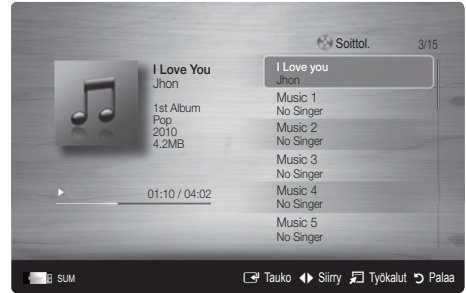 Soittol. 3/15
I Love You
Jhon
1st Album
Pop
2010
4.2MB
01:10 / 04:02
I Love you
Jhon
Music 1
No Singer
Music 2
No Singer
Music 3
No Singer
Music 4
No Singer
Music 5
No Singer
SUM Tauko Siirry Työkalut Palaa